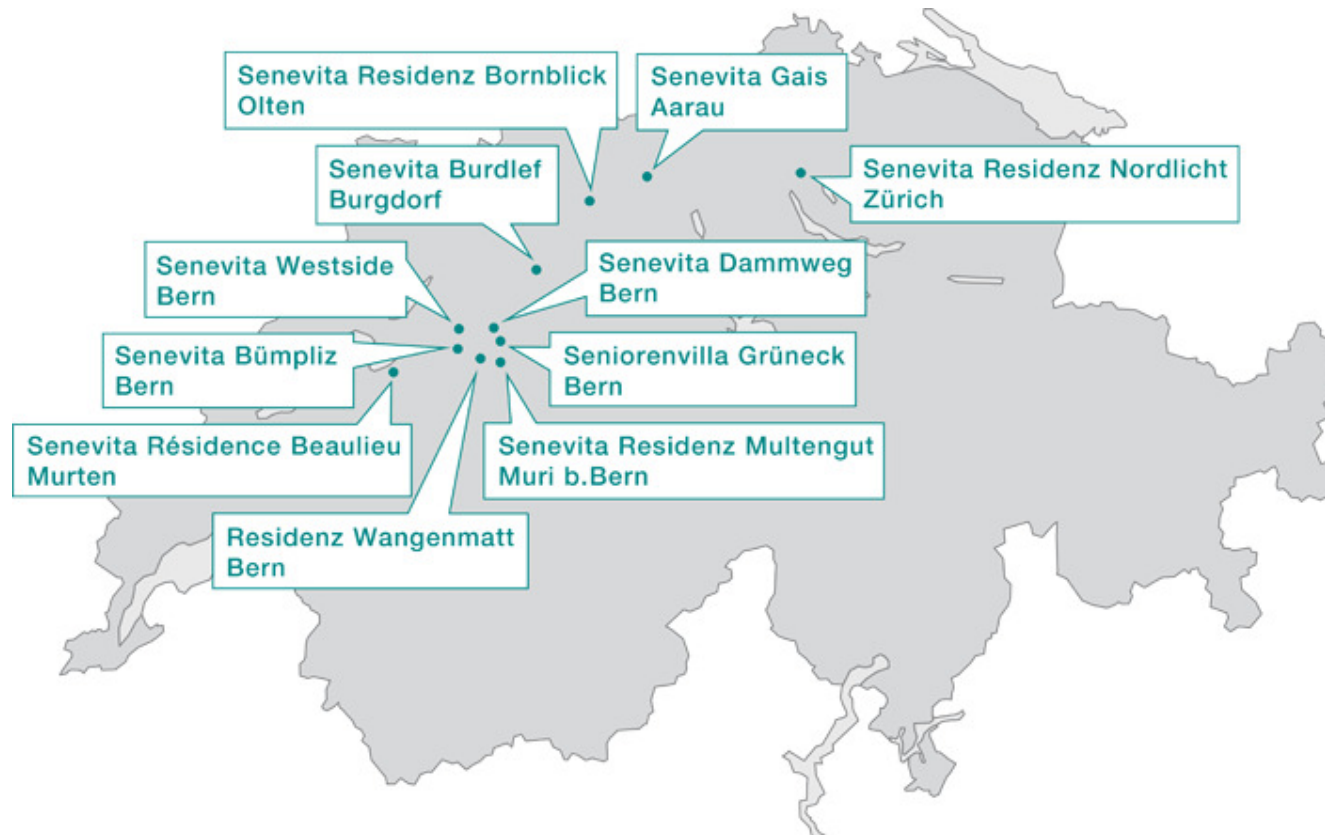 Senevita Residenz Bornblick
Olten
Senevita Gais
Aarau
Senevita Burdlef
Burgdorf
Senevita Residenz Nordlicht
Zürich
Senevita Westside
Bern
Senevita Dammweg
Bern
Senevita Bümpliz
Bern
Seniorenvilla Grüneck
Bern
Senevita Résidence Beaulieu
Murten
Senevita Residenz Multengut
Muri b.Bern
Residenz Wangenmatt
Bern